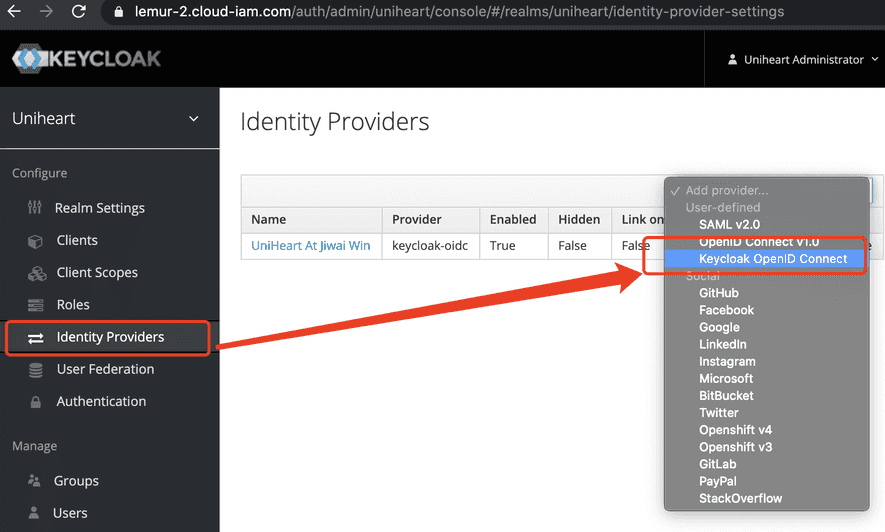 lemur-2.cloud-iam.com/auth/admin/uniheart/console/#/realms/uniheart/identity-provider-settings
KEYCLOAK
Uniheart Administrator
Uniheart
Identity Providers
Configure
Realm Settings
Clients
Client Scopes
Roles
Identity Providers
User Federation
Authentication
Manage
Groups
Users
Name Provider Enabled Hidden Link on
UniHeart At Jiwai Win keycloak-oidc True False False
Add provider...
User-defined
SAML v2.0
OpenID Connect v1.0
Keycloak OpenID Connect
Social
GitHub
Facebook
Google
LinkedIn
Instagram
Microsoft
BitBucket
Twitter
Openshift v4
Openshift v3
GitLab
PayPal
StackOverflow